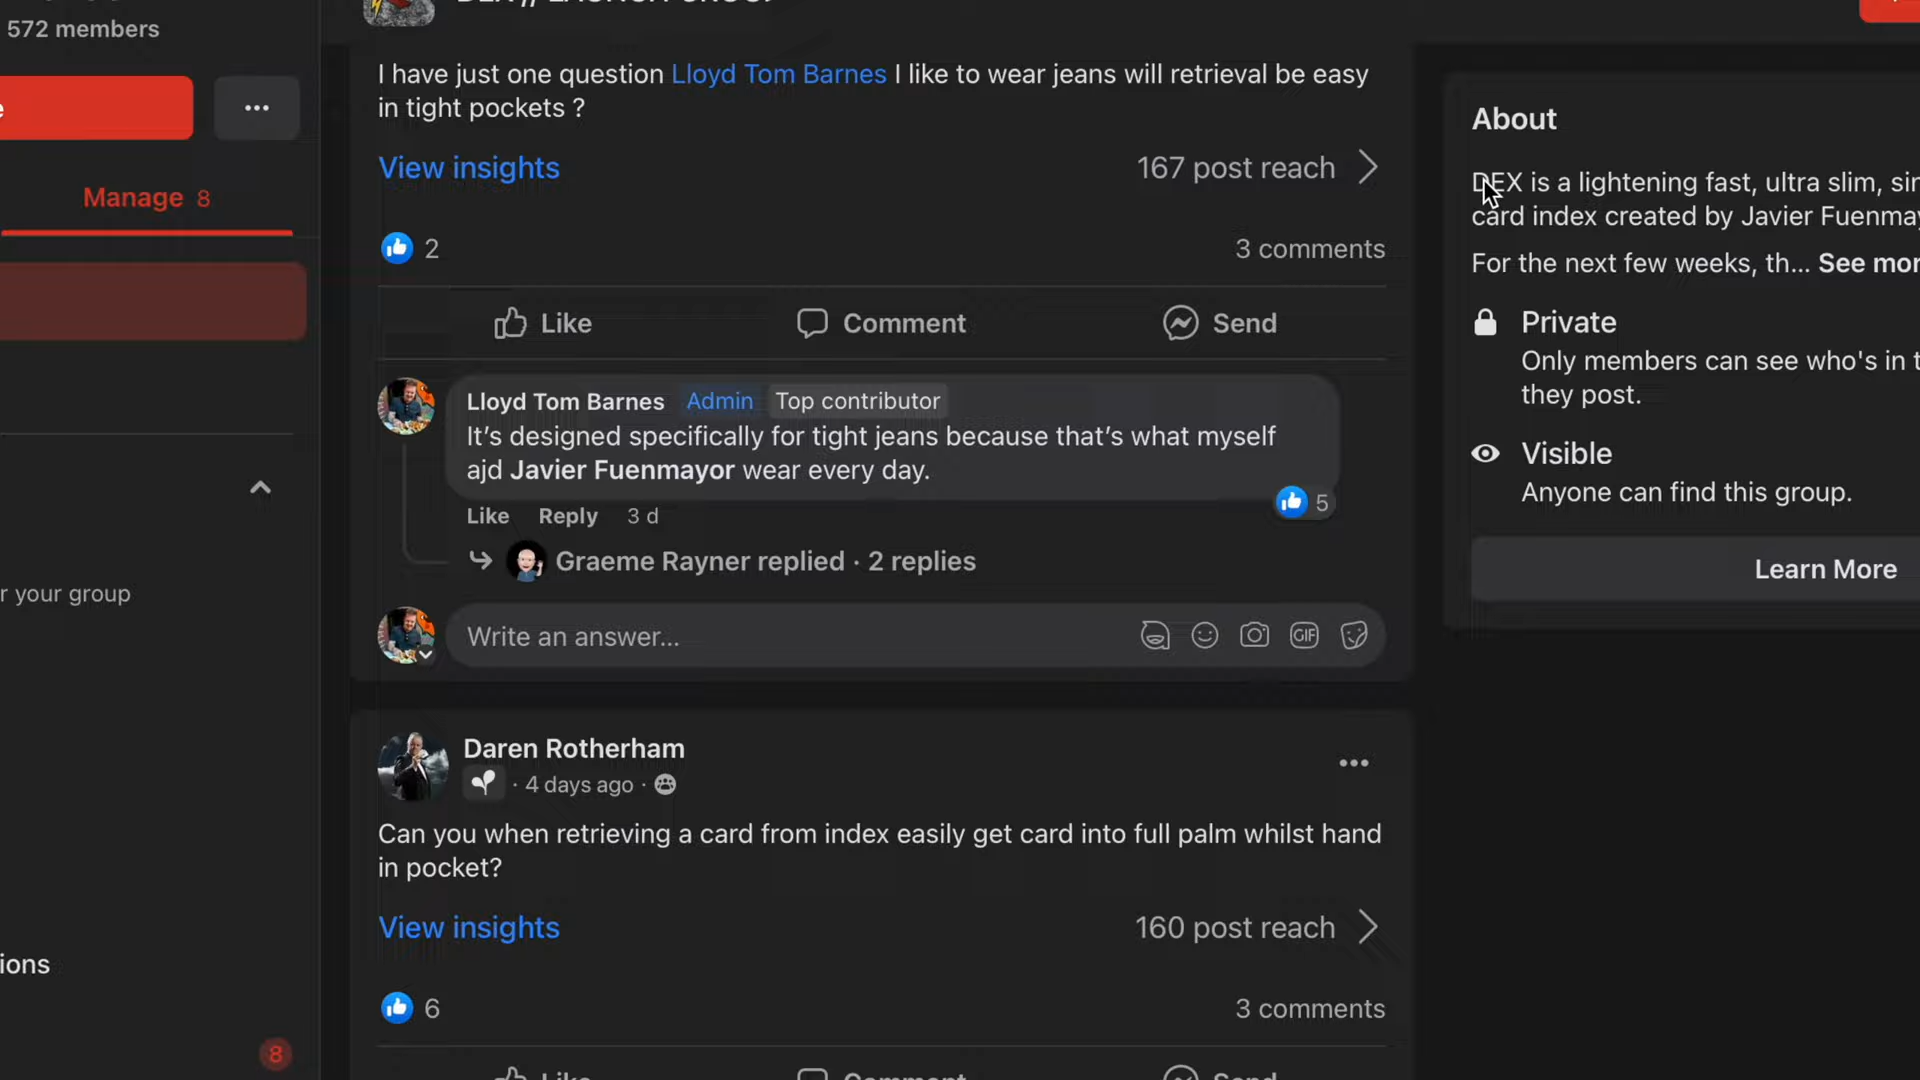 572 members
I have just one question Lloyd Tom Barnes I like to wear jeans will retrieval be easy
in tight pockets ?
View insights
167 post reach
2
3 comments
Like
Comment
Send
Manage 8
Lloyd Tom Barnes Admin Top contributor
It’s designed specifically for tight jeans because that’s what myself
ajd Javier Fuenmayor wear every day.
5
Like Reply 3 d
Graeme Rayner replied · 2 replies
r your group
Write an answer...
GIF
Daren Rotherham
· 4 days ago ·
Can you when retrieving a card from index easily get card into full palm whilst hand
in pocket?
View insights
160 post reach
6
3 comments
ions
8
Like
Comment
Send
About
DEX is a lightening fast, ultra slim,
card index created by Javier
For the next few weeks, th... See
Private
Only members can see who's in
they post.
Visible
Anyone can find this group.
Learn More